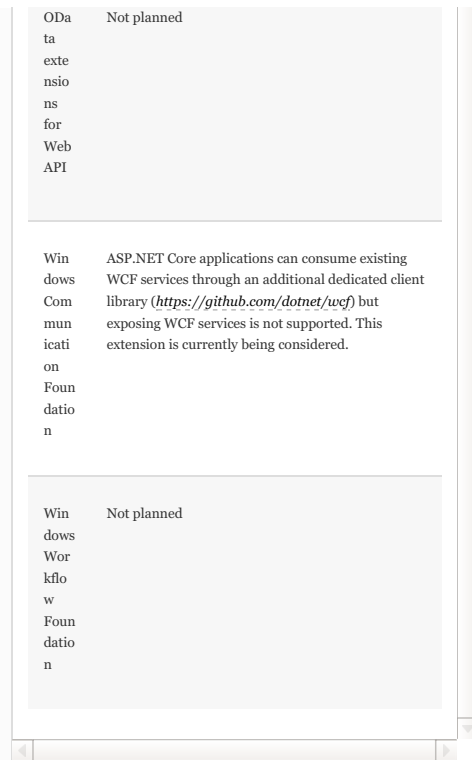 ODa
ta
exte
nsio
ns
for
Web
API
Not planned
Win
dows
Com
mun
icati
on
Foun
datio
n
ASP.NET Core applications can consume existing
WCF services through an additional dedicated client
library (https://github.com/dotnet/wcf) but
exposing WCF services is not supported. This
extension is currently being considered.
Win
dows
Wor
kflo
w
Foun
datio
n
Not planned